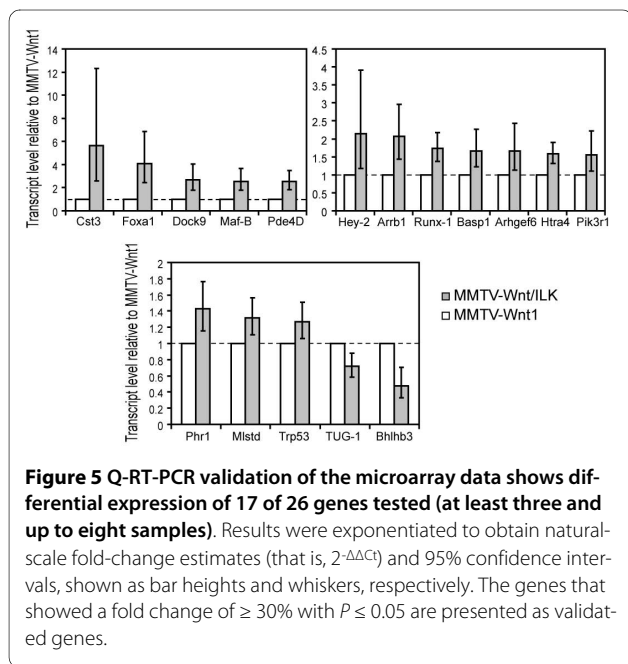 Transcript level relative to MMTV-Wnt1
14
12
10
8
6
4
2
0
Cst3 Foxa1 Dock9 Maf-B Pde4D
4.5
4
3.5
3
2.5
2
1.5
1
0.5
0
Hey-2 Arrb1 Runx-1 Basp1 Arhgef6 Htra4 Pik3r1
Transcript level relative to MMTV-Wnt1
2
1.8
1.6
1.4
1.2
1
0.8
0.6
0.4
0.2
0
Phr1 Mlstd Trp53 TUG-1 Bhlhb3
MMTV-Wnt/ILK
MMTV-Wnt1
Figure 5 Q-RT-PCR validation of the microarray data shows dif-
ferential expression of 17 of 26 genes tested (at least three and
up to eight samples). Results were exponentiated to obtain natural-
scale fold-change estimates (that is, 2-ΔΔCt) and 95% confidence inter-
vals, shown as bar heights and whiskers, respectively. The genes that
showed a fold change of ≥ 30% with P ≤ 0.05 are presented as validat-
ed genes.